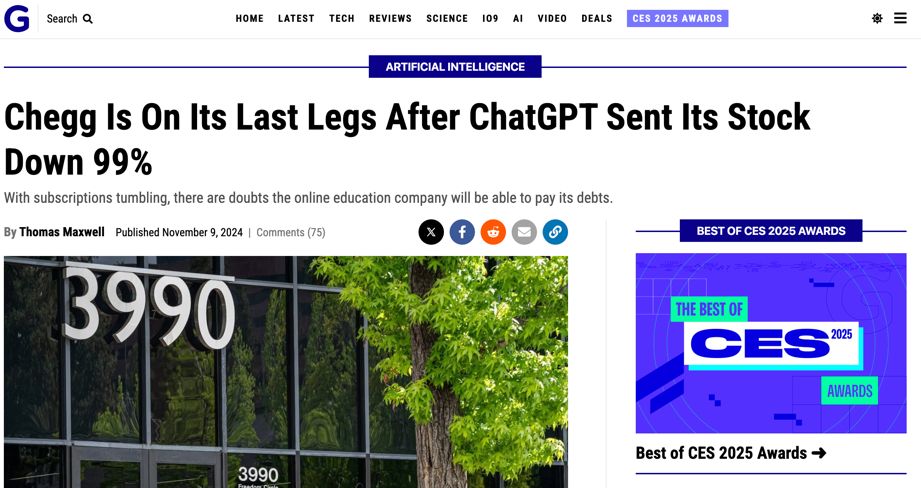 G
Search
HOME LATEST TECH REVIEWS SCIENCE IO9 AI VIDEO DEALS CES 2025 AWARDS
ARTIFICIAL INTELLIGENCE
Chegg Is On Its Last Legs After ChatGPT Sent Its Stock
Down 99%
With subscriptions tumbling, there are doubts the online education company will be able to pay its debts.
By Thomas Maxwell Published November 9, 2024 | Comments (75)
BEST OF CES 2025 AWARDS
3990
3990
Freedom Circle
THE BEST OF
CES 2025
AWARDS
Best of CES 2025 Awards ➜